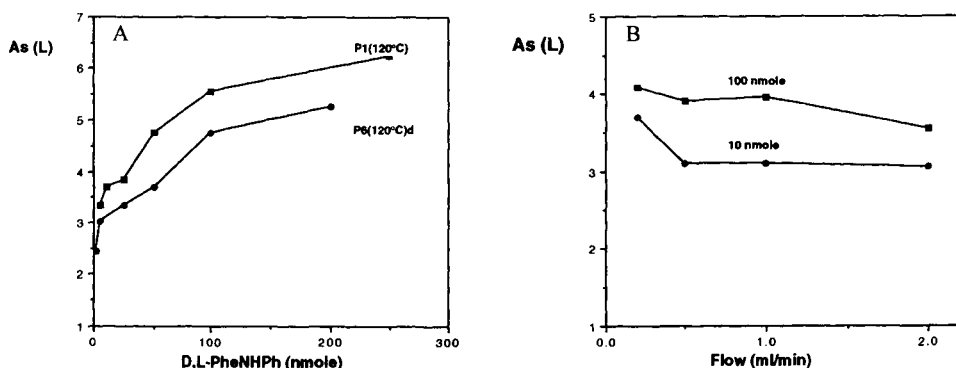 A
As (L)
7
6
5
4
3
2
1
P1(120°C)
P6(120°C)d
0
100
200
300
D,L-PheNHPh (nmole)
B
As (L)
5
4
3
2
1
100 nmole
10 nmole
0.0
1.0
2.0
Flow (ml/min)